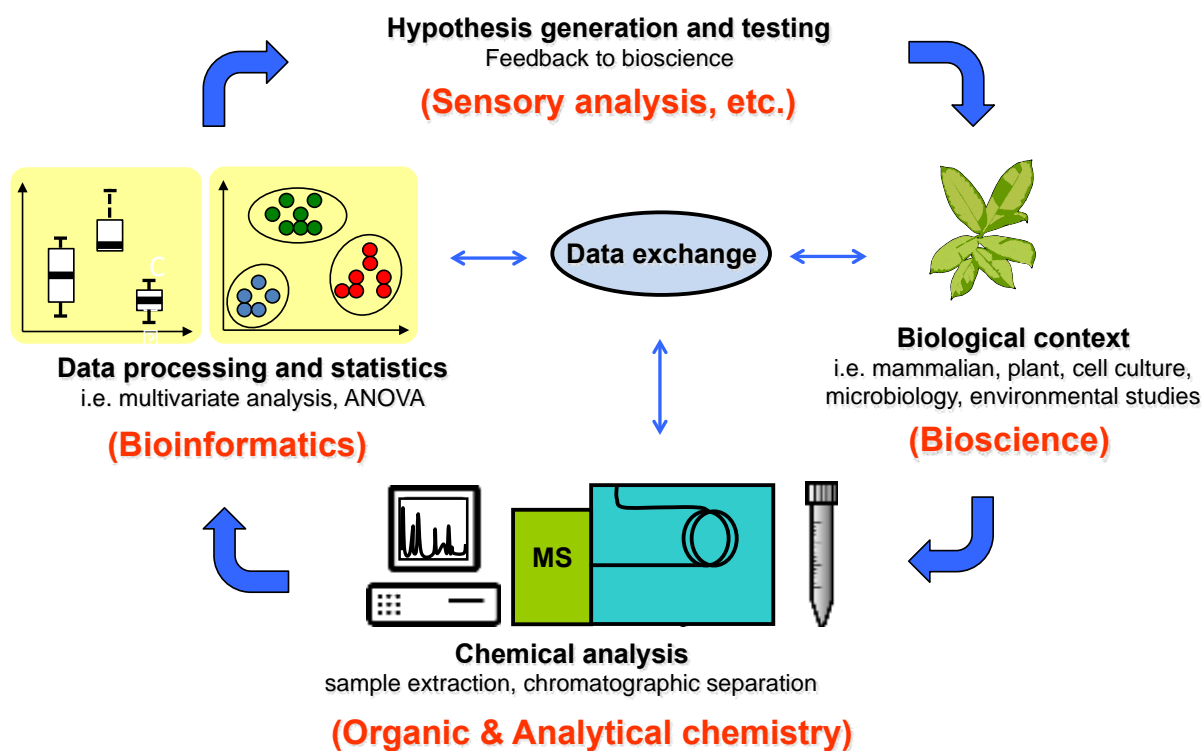 Hypothesis generation and testing
Feedback to bioscience
(Sensory analysis, etc.)
C
Data exchange
Data processing and statistics
i.e. multivariate analysis, ANOVA
(Bioinformatics)
Biological context
i.e. mammalian, plant, cell culture,
microbiology, environmental studies
(Bioscience)
MS
Chemical analysis
sample extraction, chromatographic separation
(Organic & Analytical chemistry)